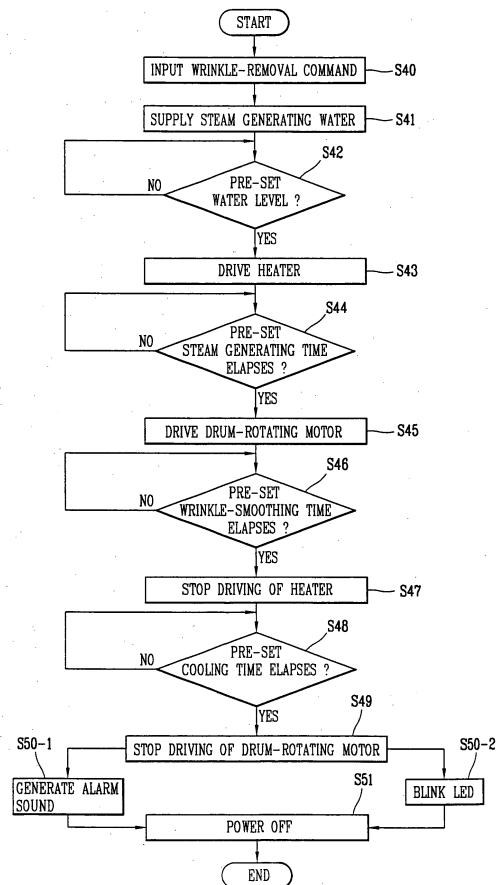 START
INPUT WRINKLE-REMOVAL COMMAND
S40
SUPPLY STEAM GENERATING WATER
S41
S42
PRE-SET
WATER LEVEL ?
NO
YES
DRIVE HEATER
S43
S44
PRE-SET
STEAM GENERATING TIME
ELAPSES ?
NO
YES
DRIVE DRUM-ROTATING MOTOR
S45
S46
PRE-SET
WRINKLE-SMOOTHING TIME
ELAPSES ?
NO
YES
STOP DRIVING OF HEATER
S47
S48
PRE-SET
COOLING TIME ELAPSES ?
NO
YES
S49
STOP DRIVING OF DRUM-ROTATING MOTOR
S50-1
GENERATE ALARM
SOUND
S50-2
BLINK LED
S51
POWER OFF
END